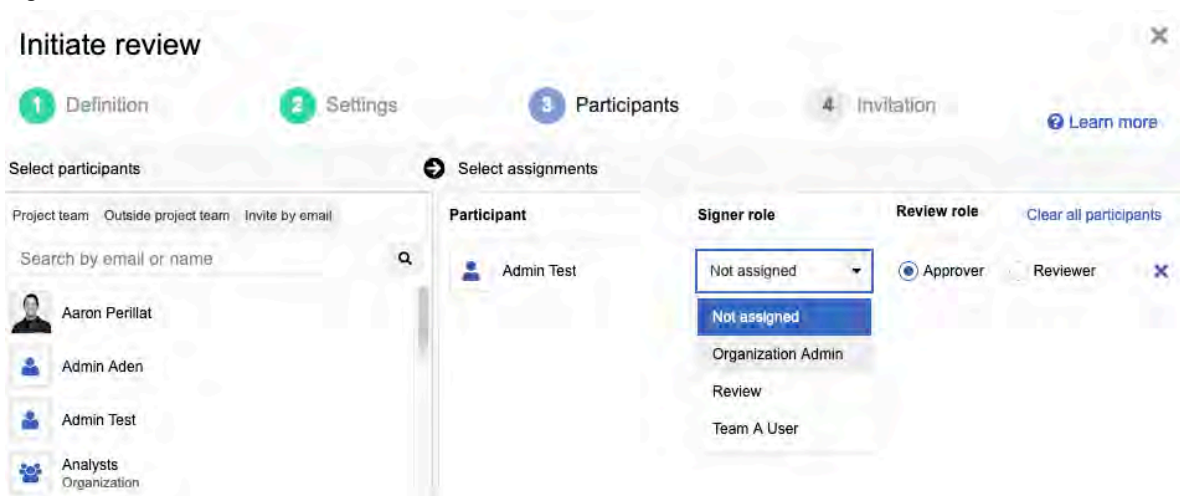 Initiate review
1 Definition 2 Settings 3 Participants 4 Invitation
Learn more
Select participants
Select assignments
Project team Outside project team Invite by email
Search by email or name
Aaron Perillat
Admin Aden
Admin Test
Analysts
Organization
Participant Signer role Review role Clear all participants
Admin Test Not assigned Approver Reviewer
Not assigned
Organization Admin
Review
Team A User